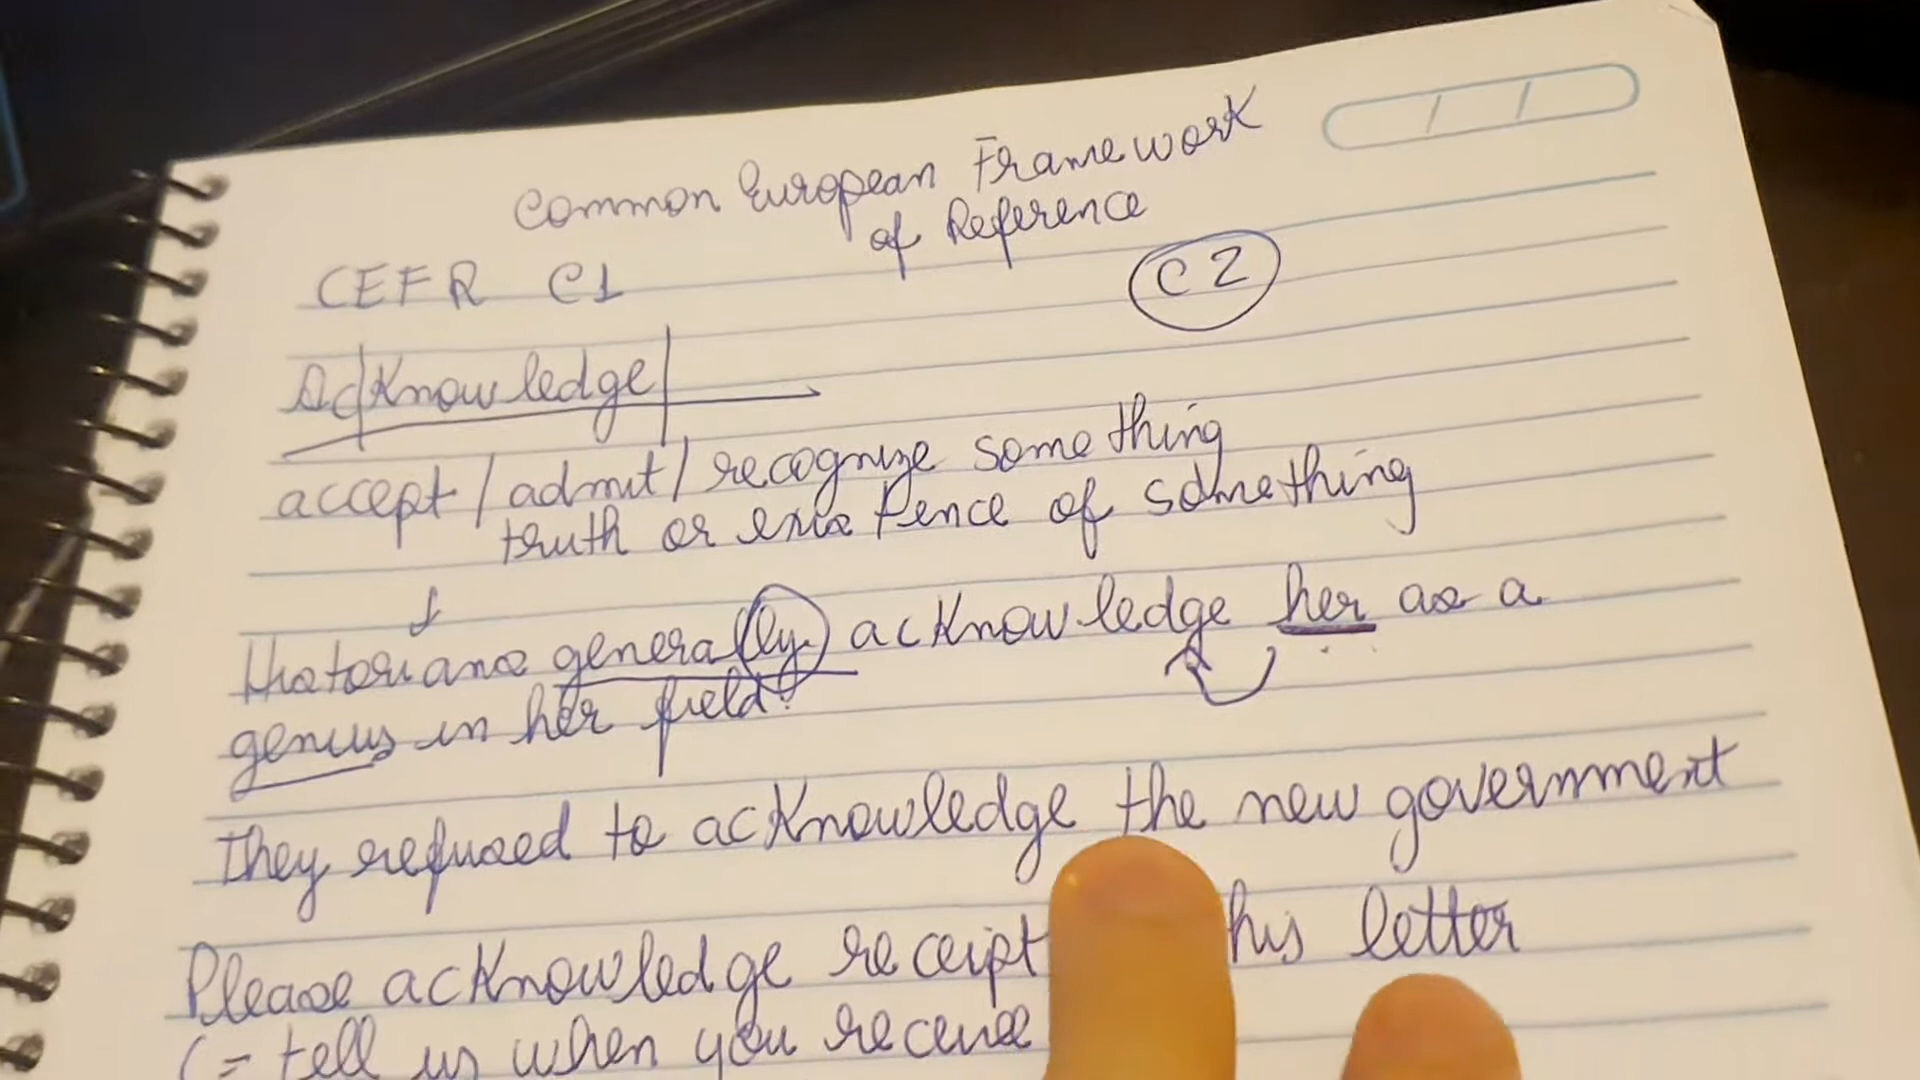 Common European Framework
of Reference
CEFR C1
C2
Acknowledge
accept / admit / recognize something
truth or existence of something
Historians generally acknowledge her as a
genius in her field.
They refused to acknowledge the new government
Please acknowledge receipt his letter
(= tell us when you receive